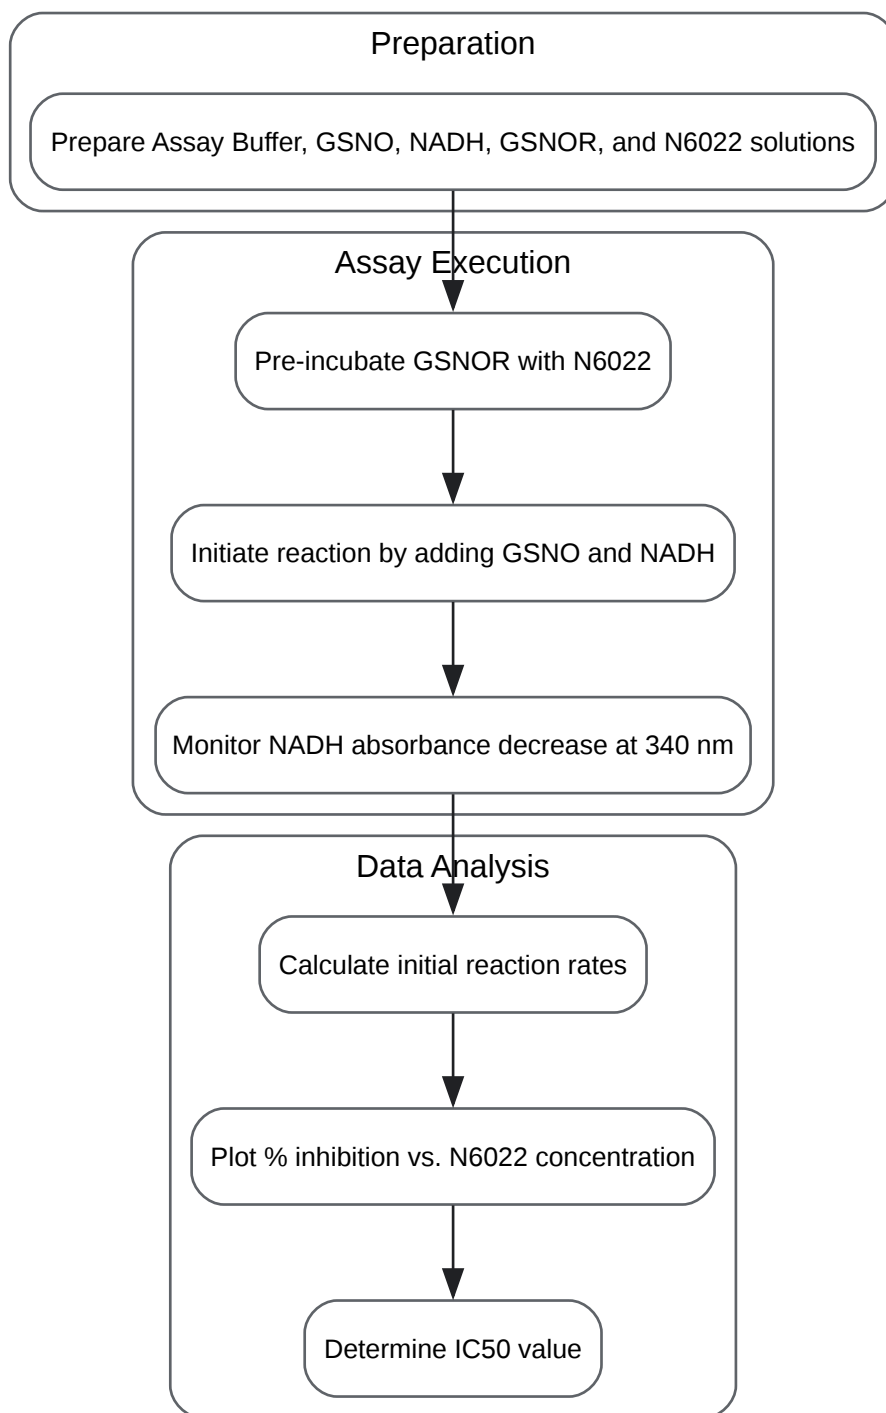 Preparation
Prepare Assay Buffer, GSNO, NADH, GSNOR, and N6022 solutions
Assay Execution
Pre-incubate GSNOR with N6022
Initiate reaction by adding GSNO and NADH
Monitor NADH absorbance decrease at 340 nm
Data Analysis
Calculate initial reaction rates
Plot % inhibition vs. N6022 concentration
Determine IC50 value